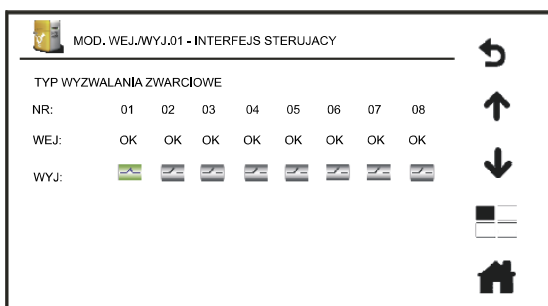 MOD. WEJ./WYJ.01 - INTERFEJS STERUJACY
TYP WYZWALANIA ZWARCIOWE
NR: 01 02 03 04 05 06 07 08
WEJ: OK OK OK OK OK OK OK OK
WYJ: